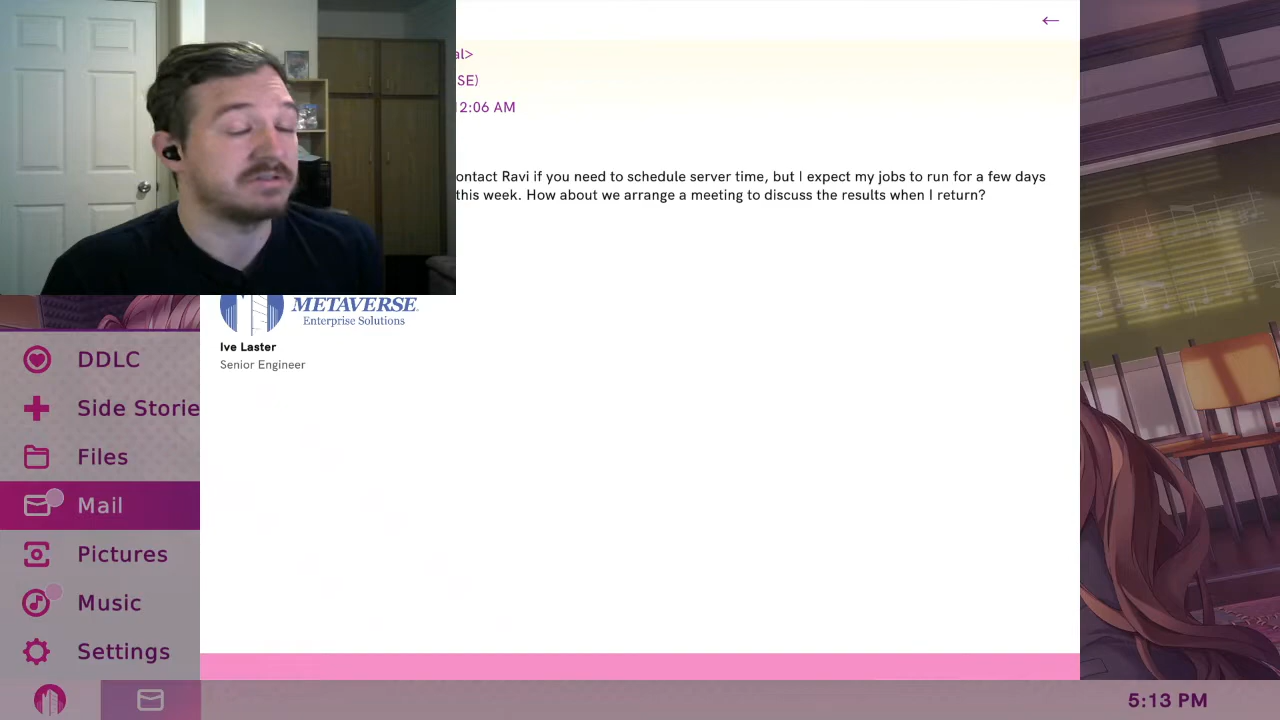 ←
al>
SE)
12:06 AM
ontact Ravi if you need to schedule server time, but I expect my jobs to run for a few days
this week. How about we arrange a meeting to discuss the results when I return?
METAVERSE
Enterprise Solutions
Ive Laster
Senior Engineer
DDLC
Side Storie
Files
Mail
Pictures
Music
Settings
5:13 PM